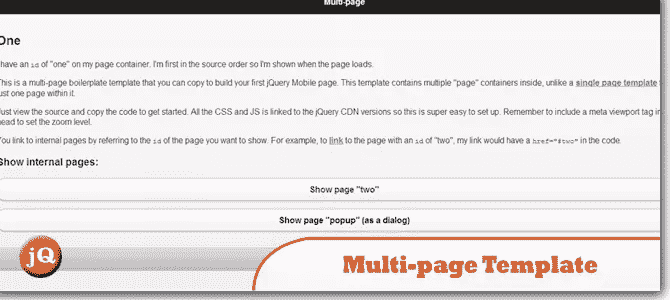 Multi-page
One
have an id of "one" on my page container. I'm first in the source order so I'm shown when the page loads.
This is a multi-page boilerplate template that you can copy to build your first jQuery Mobile page. This template contains multiple "page" containers inside, unlike a single page template
ust one page within it.
Just view the source and copy the code to get started. All the CSS and JS is linked to the jQuery CDN versions so this is super easy to set up. Remember to include a meta viewport tag in
head to set the zoom level.
You link to internal pages by referring to the id of the page you want to show. For example, to link to the page with an id of "two", my link would have a href="#two" in the code.
Show internal pages:
Show page "two"
Show page "popup" (as a dialog)
jQ
Multi-page Template